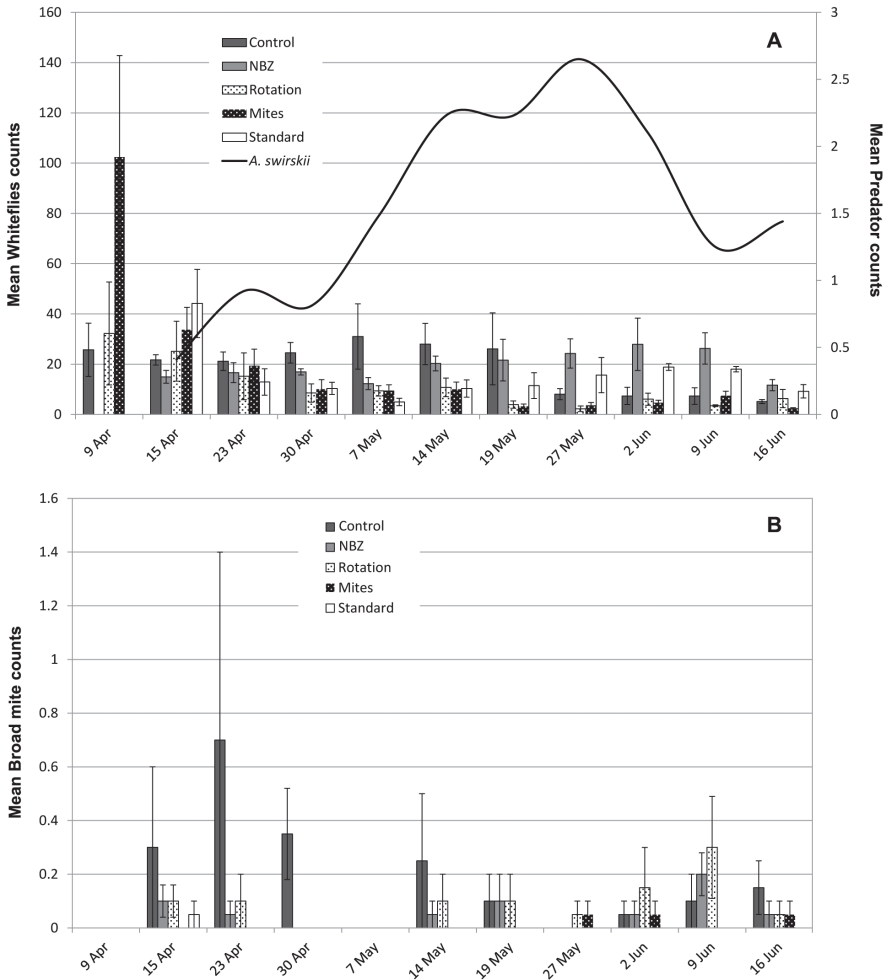 A
Mean Whiteflies counts
160
140
120
100
80
60
40
20
0
Control
NBZ
Rotation
Mites
Standard
A. swirskii
3
2.5
2
1.5
1
0.5
0
Mean Predator counts
9 Apr
15 Apr
23 Apr
30 Apr
7 May
14 May
19 May
27 May
2 Jun
9 Jun
16 Jun
B
Mean Broad mite counts
1.6
1.4
1.2
1
0.8
0.6
0.4
0.2
0
Control
NBZ
Rotation
Mites
Standard
9 Apr
15 Apr
23 Apr
30 Apr
7 May
14 May
19 May
27 May
2 Jun
9 Jun
16 Jun